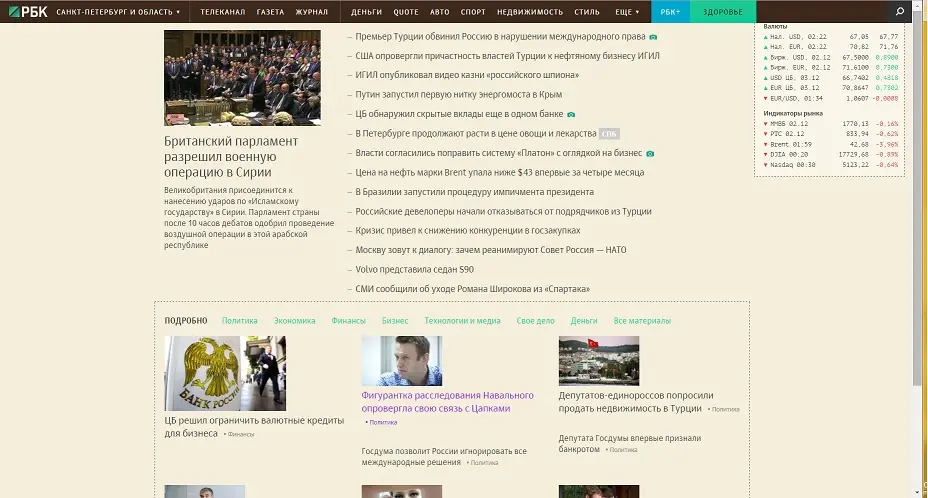 РБК
САНКТ-ПЕТЕРБУРГ И ОБЛАСТЬ ▾ ТЕЛЕКАНАЛ ГАЗЕТА ЖУРНАЛ ДЕНЬГИ QUOTE АВТО СПОРТ НЕДВИЖИМОСТЬ СТИЛЬ ЕЩЕ ▾ РБК+ ЗДОРОВЬЕ
Британский парламент
разрешил военную
операцию в Сирии
Великобритания присоединится к
нанесению ударов по «Исламскому
государству» в Сирии. Парламент страны
после 10 часов дебатов одобрил проведение
воздушной операции в этой арабской
республике
— Премьер Турции обвинил Россию в нарушении международного права
— США опровергли причастность властей Турции к нефтяному бизнесу ИГИЛ
— ИГИЛ опубликовал видео казни «российского шпиона»
— Путин запустил первую нитку энергомоста в Крым
— ЦБ обнаружил скрытые вклады еще в одном банке
— В Петербурге продолжают расти в цене овощи и лекарства СПБ
— Власти согласились поправить систему «Платон» с оглядкой на бизнес
— Цена на нефть марки Brent упала ниже $43 впервые за четыре месяца
— В Бразилии запустили процедуру импичмента президента
— Российские девелоперы начали отказываться от подрядчиков из Турции
— Кризис привел к снижению конкуренции в госзакупках
— Москву зовут к диалогу: зачем реанимируют Совет Россия — НАТО
— Volvo представила седан S90
— СМИ сообщили об уходе Романа Широкова из «Спартака»
Валюты
▲ Нал. USD, 02:22 67,05 67,77
▲ Нал. EUR, 02:22 70,82 71,76
▲ Бирж. USD, 02.12 67,5000 0,8900
▲ Бирж. EUR, 02.12 71,6100 0,7300
▲ USD ЦБ, 03.12 66,7402 0,4818
▲ EUR ЦБ, 03.12 70,8647 0,7302
▼ EUR/USD, 01:34 1,0607 -0,0008
Индикаторы рынка
▼ ММВБ 02.12 1770,13 -0,16%
▼ РТС 02.12 833,94 -0,62%
▼ Brent 01:59 42,68 -3,96%
▼ DJIA 00:20 17729,68 -0,89%
▼ Nasdaq 00:30 5123,22 -0,64%
ПОДРОБНО Политика Экономика Финансы Бизнес Технологии и медиа Свое дело Деньги Все материалы
БАНК РОССИИ
ЦБ решил ограничить валютные кредиты
для бизнеса • Финансы
Фигурантка расследования Навального
опровергла свою связь с Цапками
• Политика
Госдума позволит России игнорировать все
международные решения • Политика
Депутатов-единороссов попросили
продать недвижимость в Турции • Политика
Депутата Госдумы впервые признали
банкротом • Политика